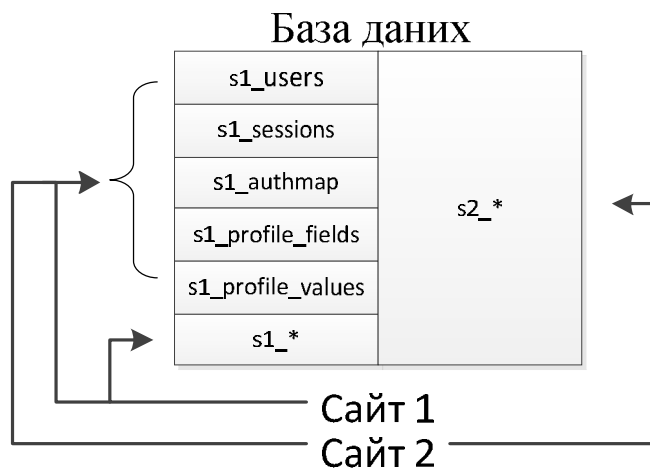 База даних
s1_users
s1_sessions
s1_authmap
s1_profile_fields
s1_profile_values
s1_*
s2_*
Сайт 1
Сайт 2